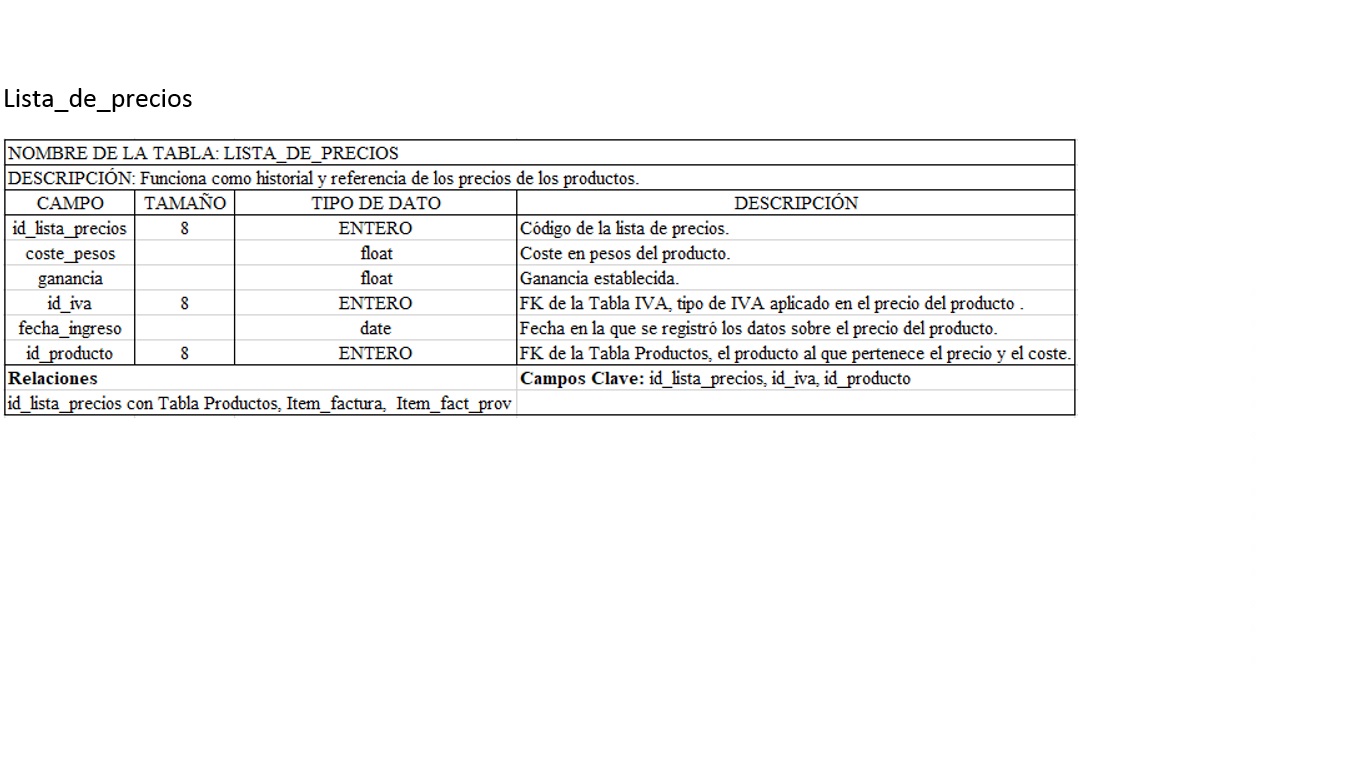 Lista_de_precios
NOMBRE DE LA TABLA: LISTA_DE_PRECIOS
DESCRIPCIÓN: Funciona como historial y referencia de los precios de los productos.
CAMPO TAMAÑO TIPO DE DATO DESCRIPCIÓN
id_lista_precios 8 ENTERO Código de la lista de precios.
coste_pesos float Coste en pesos del producto.
ganancia float Ganancia establecida.
id_iva 8 ENTERO FK de la Tabla IVA, tipo de IVA aplicado en el precio del producto .
fecha_ingreso date Fecha en la que se registró los datos sobre el precio del producto.
id_producto 8 ENTERO FK de la Tabla Productos, el producto al que pertenece el precio y el coste.
Relaciones Campos Clave: id_lista_precios, id_iva, id_producto
id_lista_precios con Tabla Productos, Item_factura, Item_fact_prov